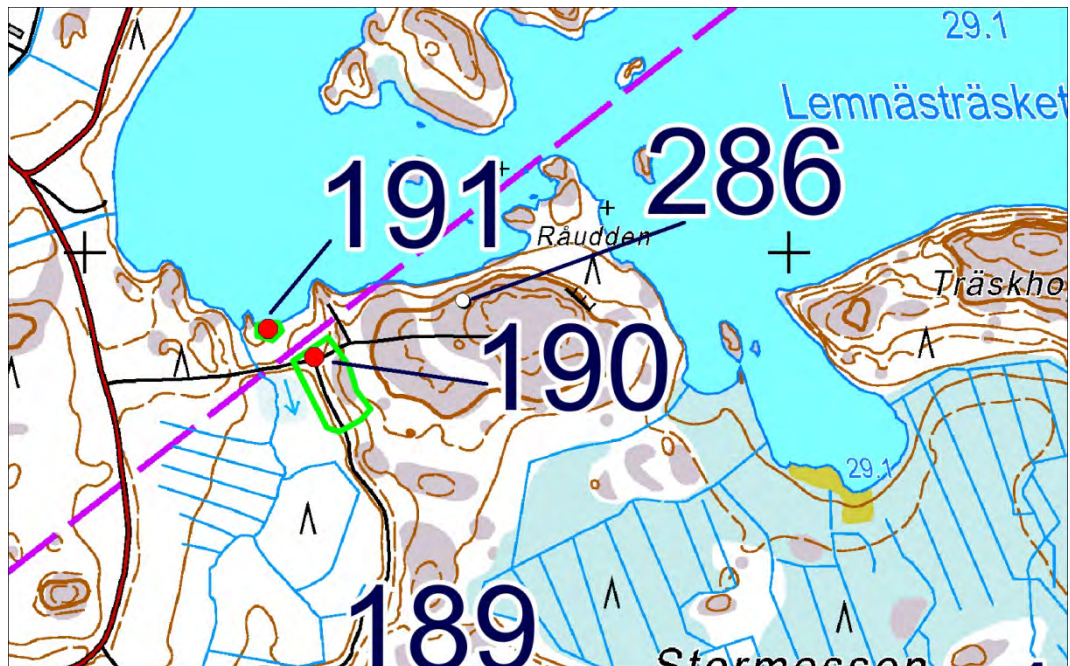 29.1
Lemnästräsket
191
286
Råudden
Träskho
190
29.1
189
Stormossen